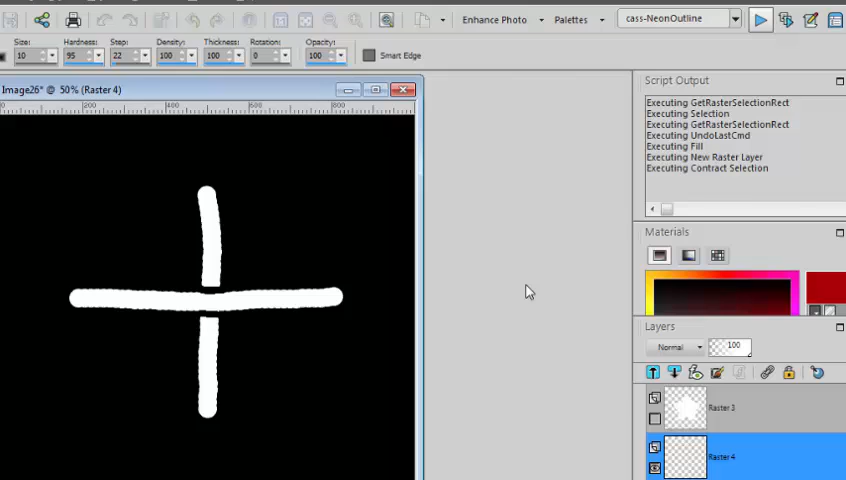 Enhance Photo
Palettes
cass-NeonOutline
Size:
Hardness:
Step:
Density:
Thickness:
Rotation:
Opacity:
10
95
22
100
100
0
100
Smart Edge
Image26* @ 50% (Raster 4)
200
400
600
800
Script Output
Executing GetRasterSelectionRect
Executing Selection
Executing GetRasterSelectionRect
Executing UndoLastCmd
Executing Fill
Executing New Raster Layer
Executing Contract Selection
Materials
Layers
Normal
100
Raster 3
Raster 4